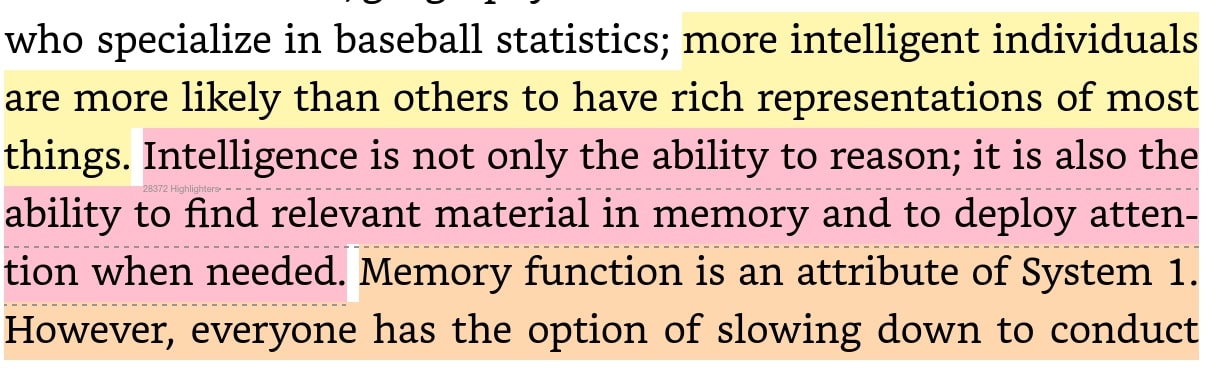 who specialize in baseball statistics; more intelligent individuals
are more likely than others to have rich representations of most
things. Intelligence is not only the ability to reason; it is also the
28372 Highlighters
ability to find relevant material in memory and to deploy atten-
tion when needed. Memory function is an attribute of System 1.
However, everyone has the option of slowing down to conduct